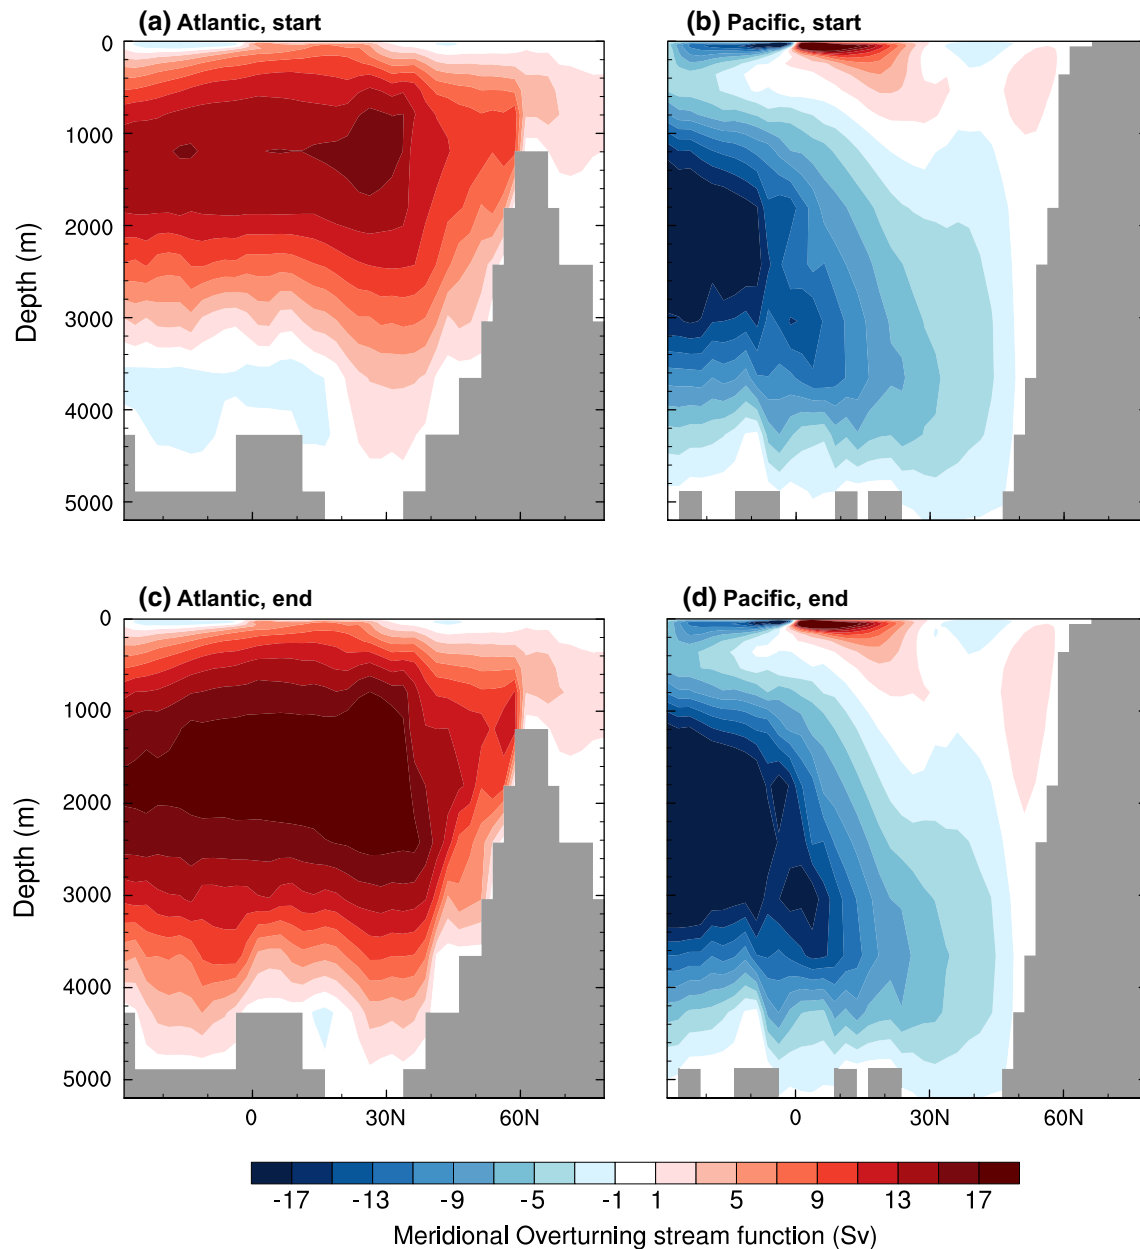 (a) Atlantic, start
(b) Pacific, start
0
1000
2000
3000
4000
5000
Depth (m)
(c) Atlantic, end
(d) Pacific, end
0
1000
2000
3000
4000
5000
Depth (m)
0 30N 60N
0 30N 60N
-17 -13 -9 -5 -1 1 5 9 13 17
Meridional Overturning stream function (Sv)